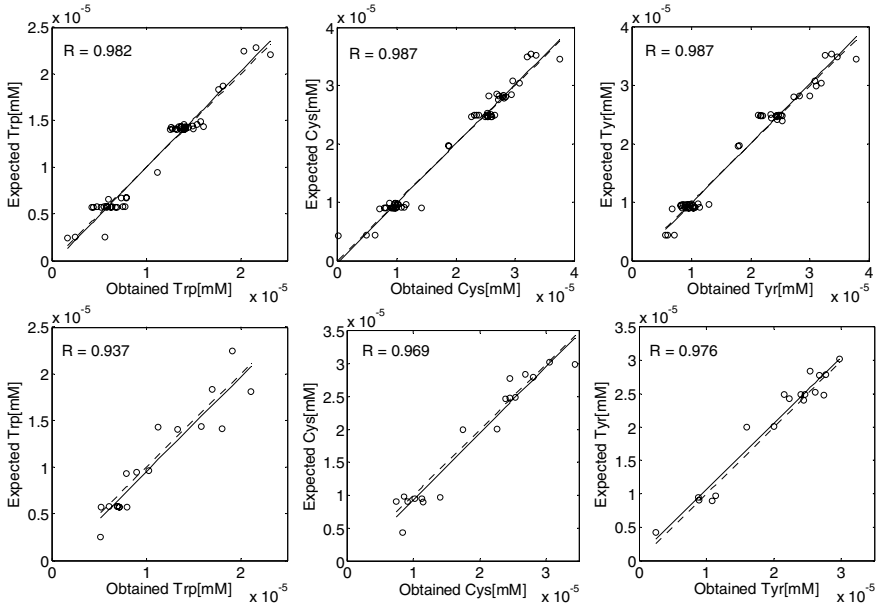 x 10⁻⁵
2.5
2
1.5
1
0.5
0
R = 0.982
Expected Trp[mM]
0 1 2
Obtained Trp[mM]
x 10⁻⁵
x 10⁻⁵
5
4
3
2
1
0
R = 0.987
Expected Cys[mM]
0 1 2 3 4
Obtained Cys[mM]
x 10⁻⁵
x 10⁻⁵
5
4
3
2
1
0
R = 0.987
Expected Tyr[mM]
0 1 2 3 4
Obtained Tyr[mM]
x 10⁻⁵
x 10⁻⁵
2.5
2
1.5
1
0.5
0
R = 0.937
Expected Trp[mM]
0 1 2
Obtained Trp[mM]
x 10⁻⁵
x 10⁻⁵
3.5
3
2.5
2
1.5
1
0.5
0
R = 0.969
Expected Cys[mM]
0 1 2 3
Obtained Cys[mM]
x 10⁻⁵
x 10⁻⁵
3.5
3
2.5
2
1.5
1
0.5
0
R = 0.976
Expected Tyr[mM]
0 1 2 3
Obtained Tyr[mM]
x 10⁻⁵